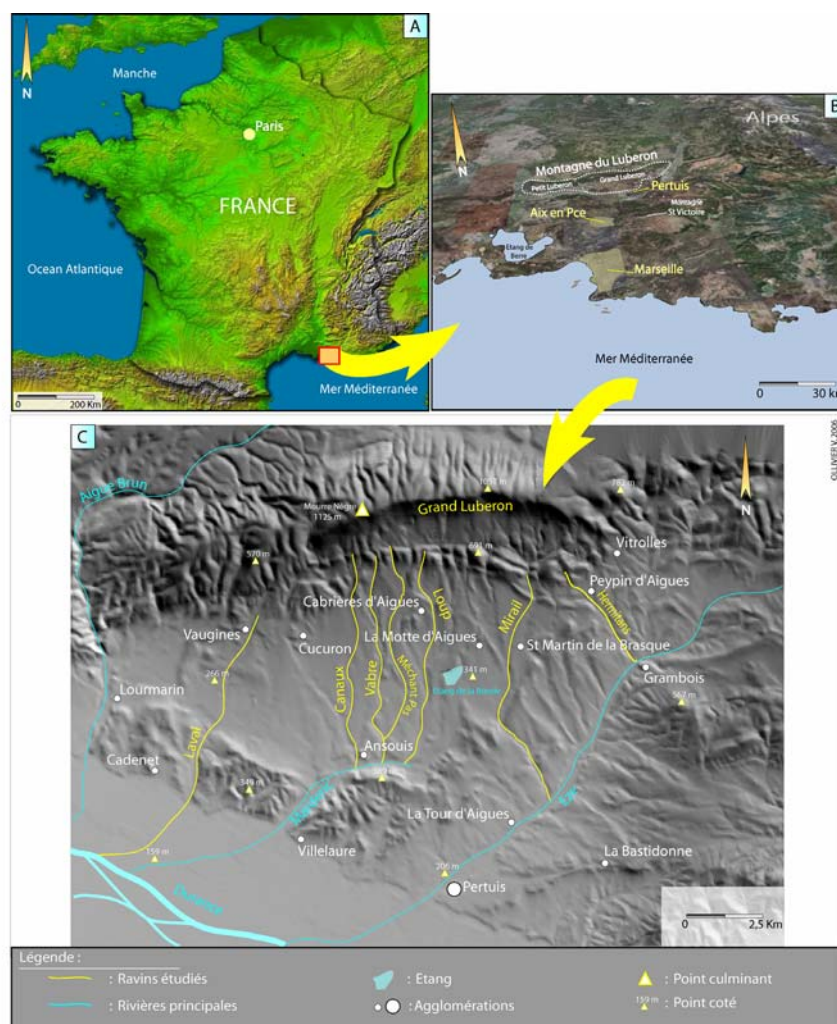 A
N
Manche
Paris
FRANCE
Ocean Atlantique
Mer Méditerranée
0 200 Km
B
N
Alpes
Montagne du Luberon
Petit Luberon
Grand Luberon
Pertuis
Montagne
St Victoire
Aix en Pce
Etang de
Berre
Marseille
Mer Méditerranée
0 30 km
OLLIVIER V. 2006
C
N
Aigue Brun
Mourre Nègre
1125 m
Grand Luberon
782 m
570 m
691 m
Vitrolles
Peypin d'Aigues
Cabrières d'Aigues
Loup
Mirail
Hermitans
Vaugines
Cucuron
La Motte d'Aigues
St Martin de la Brasque
Canaux
Vabre
Méchant Pas
266 m
341 m
Grambois
567 m
Lourmarin
Laval
Ansouis
Cadenet
La Tour d'Aigues
Villelaure
159 m
La Bastidonne
206 m
Pertuis
Durance
0 2,5 Km
Légende :
: Ravins étudiés
: Etang
: Point culminant
: Rivières principales
: Agglomérations
159 m
: Point coté